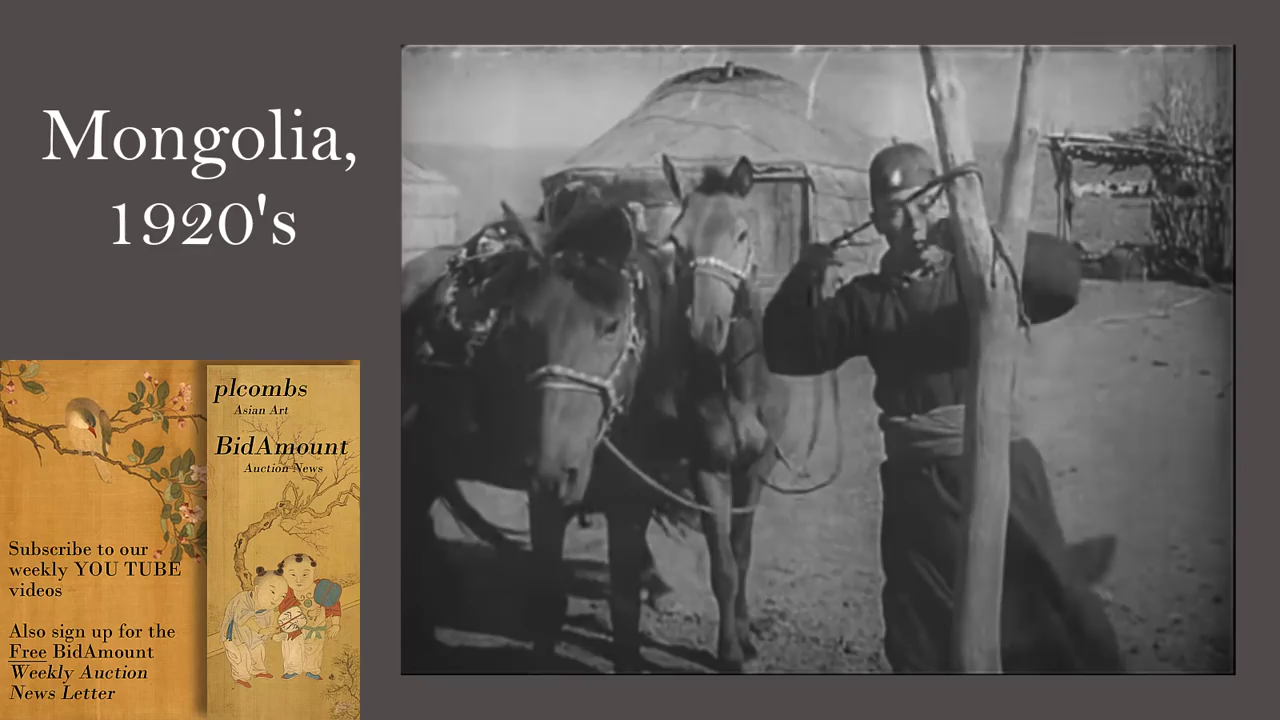 Mongolia,
1920's
plcombs
Asian Art
BidAmount
Auction News
Subscribe to our
weekly YOU TUBE
videos
Also sign up for the
Free BidAmount
Weekly Auction
News Letter